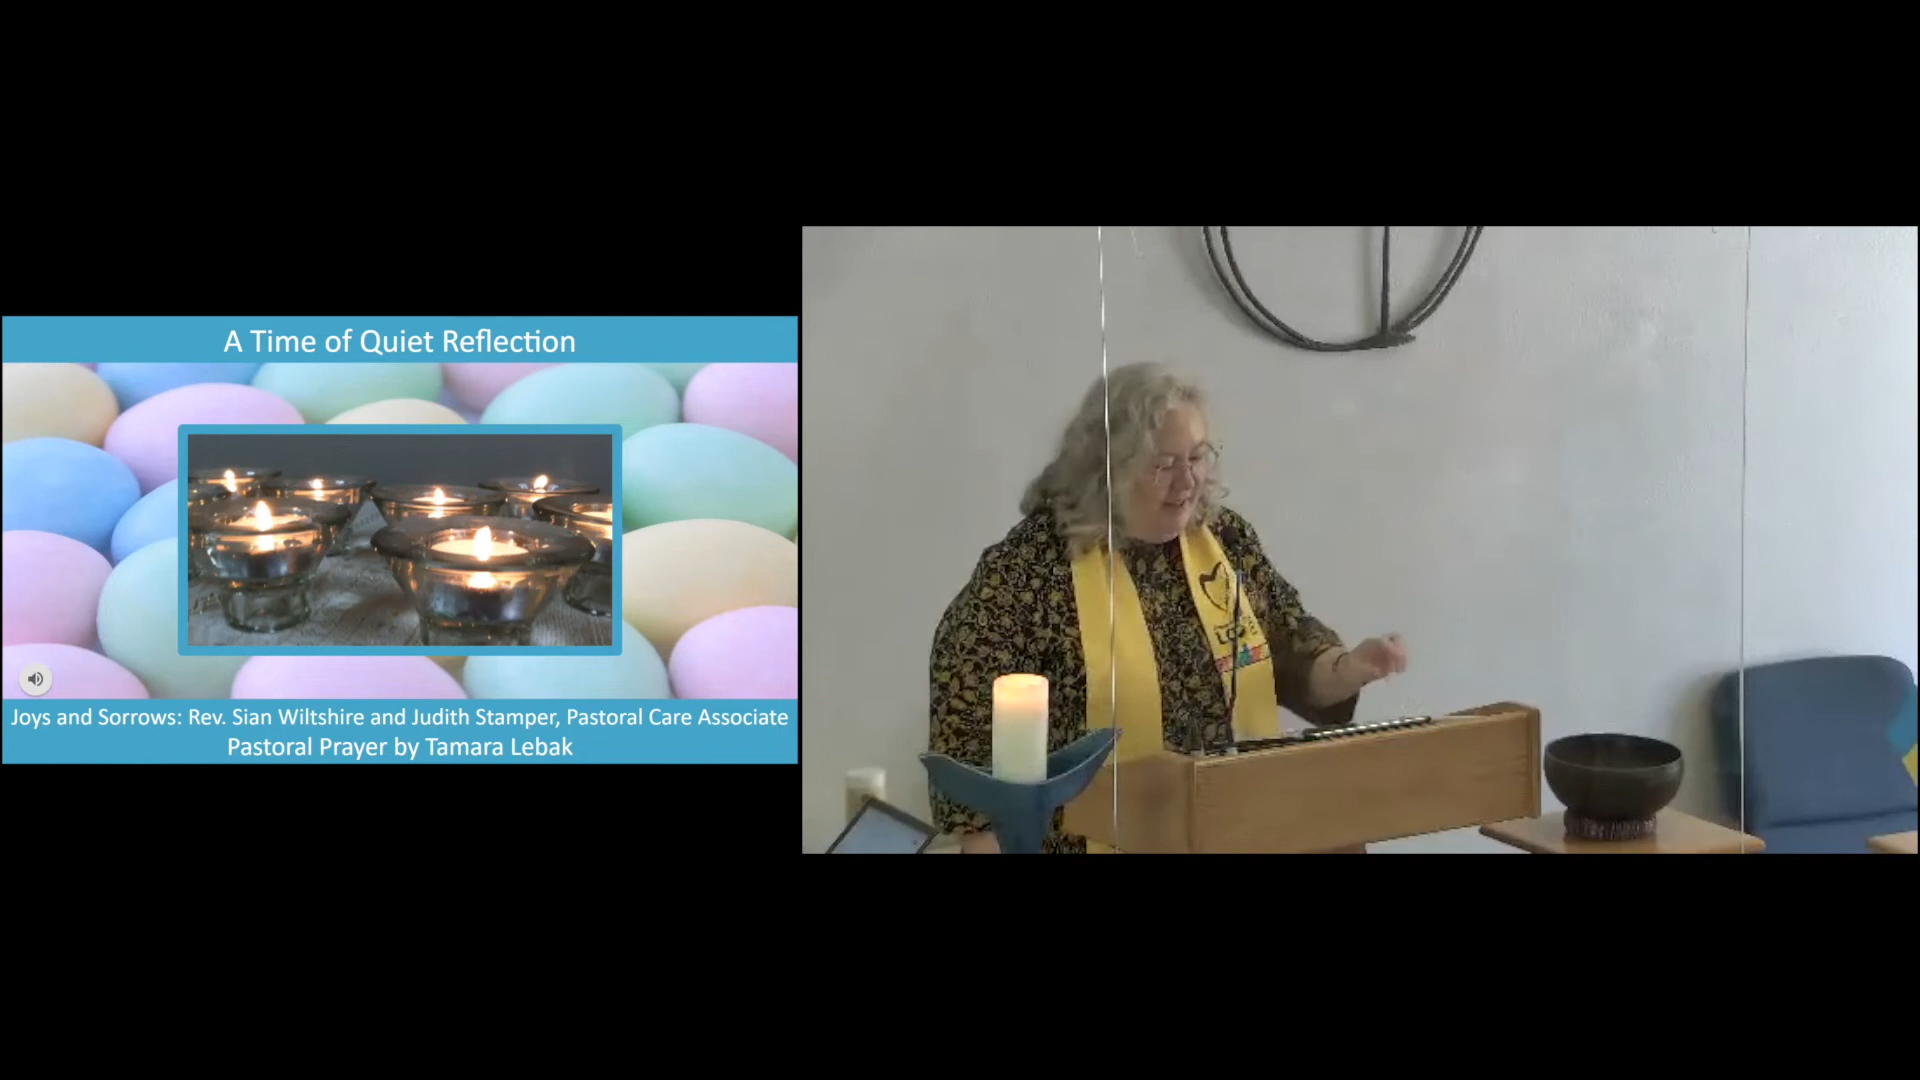 A Time of Quiet Reflection
Joys and Sorrows: Rev. Sian Wiltshire and Judith Stamper, Pastoral Care Associate
Pastoral Prayer by Tamara Lebak